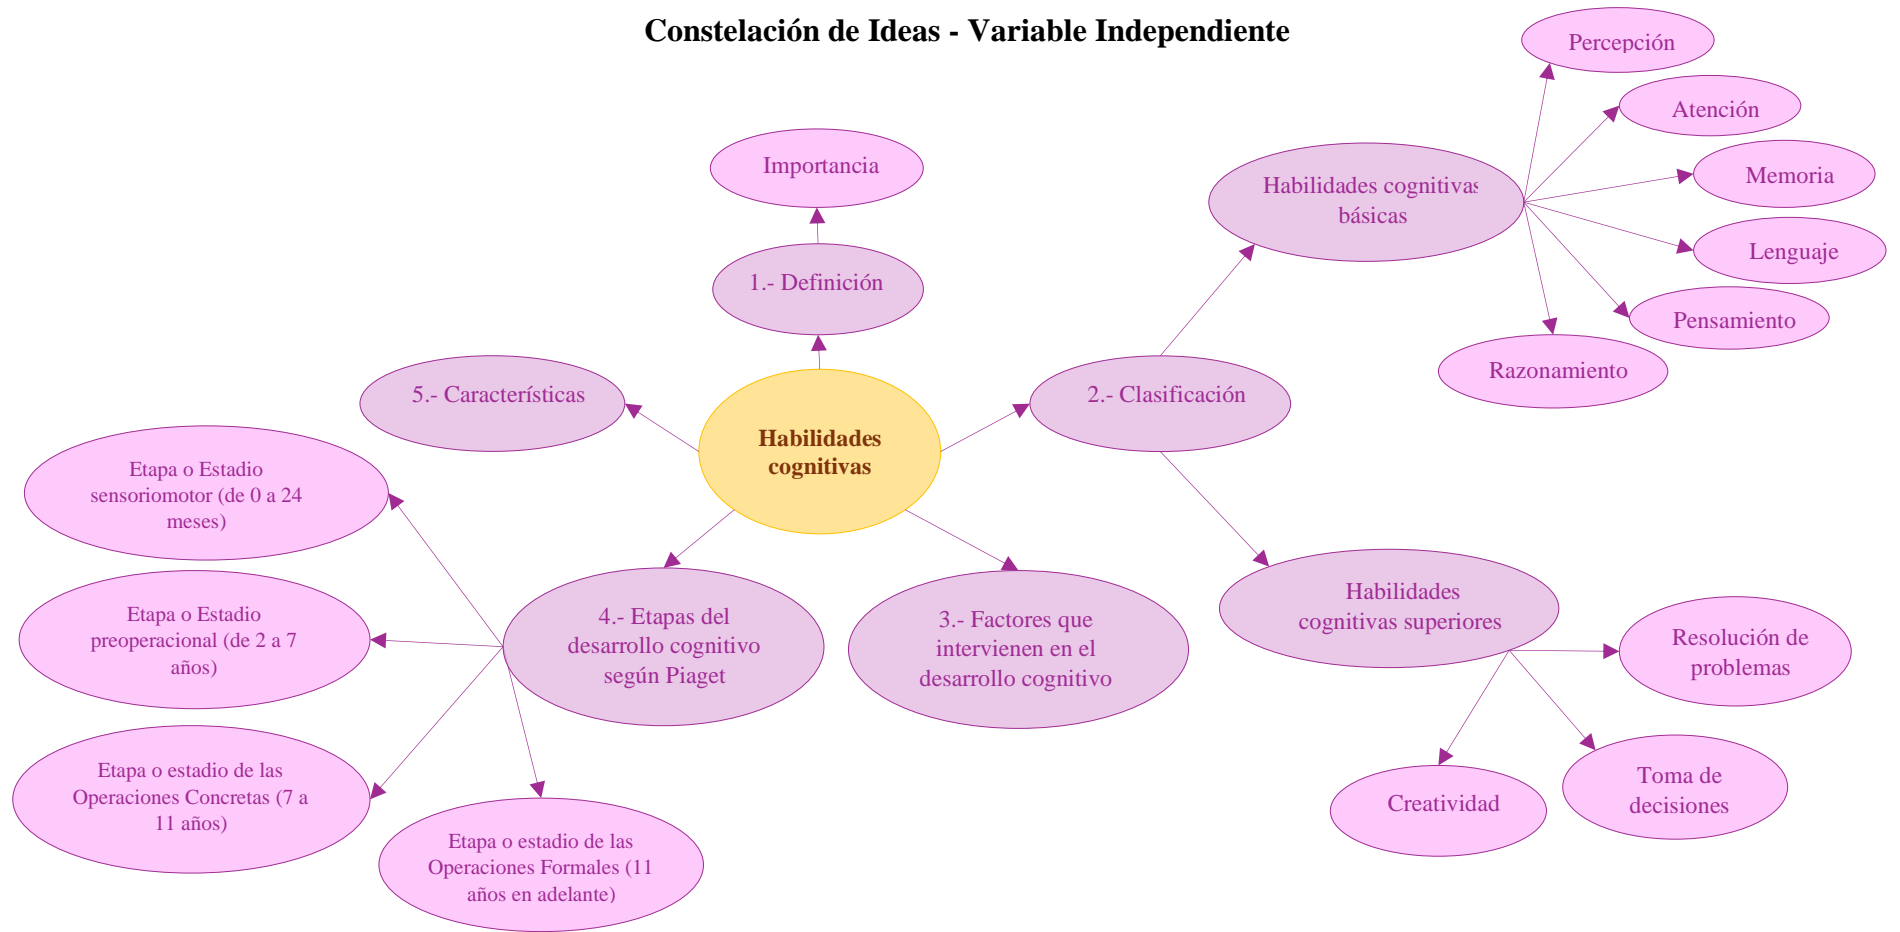 Constelación de Ideas - Variable Independiente
Importancia
1.- Definición
Habilidades
cognitivas
2.- Clasificación
Habilidades cognitivas
básicas
Percepción
Atención
Memoria
Lenguaje
Pensamiento
Razonamiento
Habilidades
cognitivas superiores
Resolución de
problemas
Toma de
decisiones
Creatividad
3.- Factores que
intervienen en el
desarrollo cognitivo
4.- Etapas del
desarrollo cognitivo
según Piaget
Etapa o Estadio
sensoriomotor (de 0 a 24
meses)
Etapa o Estadio
preoperacional (de 2 a 7
años)
Etapa o estadio de las
Operaciones Concretas (7 a
11 años)
Etapa o estadio de las
Operaciones Formales (11
años en adelante)
5.- Características